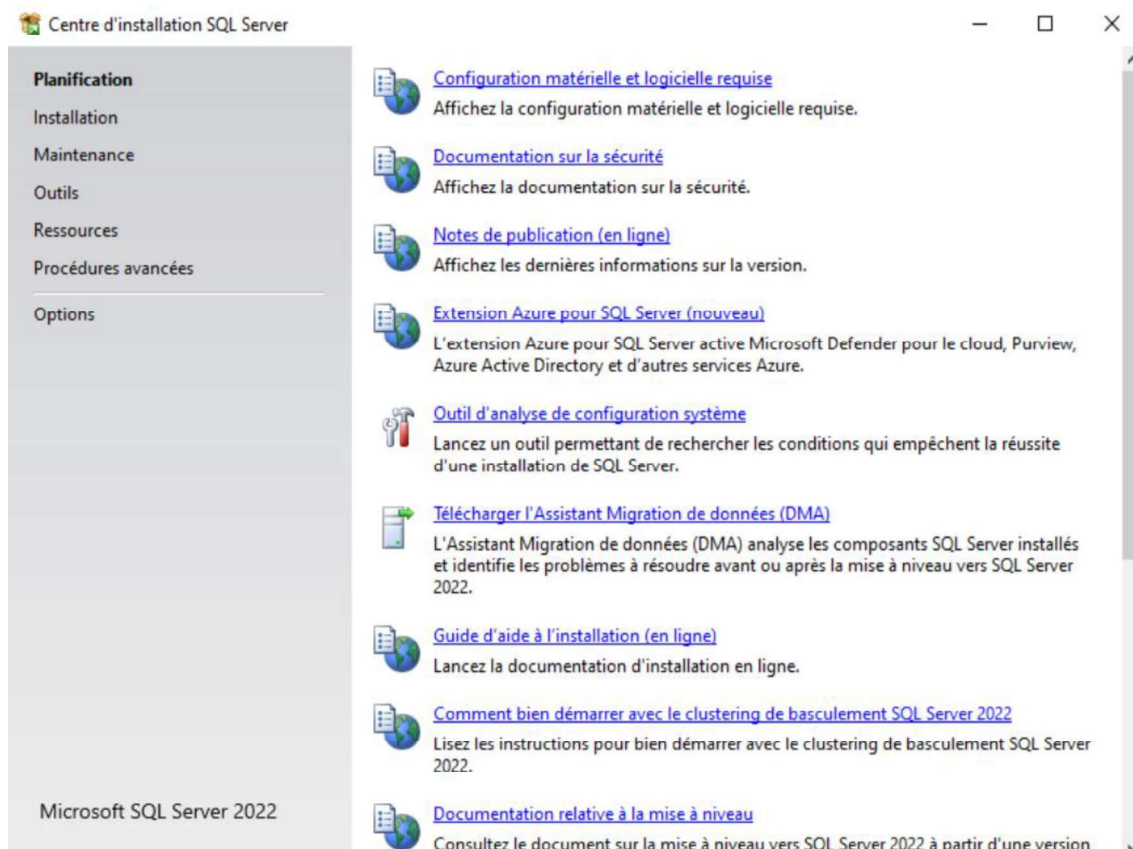 Centre d'installation SQL Server
Planification
Installation
Maintenance
Outils
Ressources
Procédures avancées
Options
Microsoft SQL Server 2022
Configuration matérielle et logicielle requise
Affichez la configuration matérielle et logicielle requise.
Documentation sur la sécurité
Affichez la documentation sur la sécurité.
Notes de publication (en ligne)
Affichez les dernières informations sur la version.
Extension Azure pour SQL Server (nouveau)
L'extension Azure pour SQL Server active Microsoft Defender pour le cloud, Purview,
Azure Active Directory et d'autres services Azure.
Outil d'analyse de configuration système
Lancez un outil permettant de rechercher les conditions qui empêchent la réussite
d'une installation de SQL Server.
Télécharger l'Assistant Migration de données (DMA)
L'Assistant Migration de données (DMA) analyse les composants SQL Server installés
et identifie les problèmes à résoudre avant ou après la mise à niveau vers SQL Server
2022.
Guide d'aide à l'installation (en ligne)
Lancez la documentation d'installation en ligne.
Comment bien démarrer avec le clustering de basculement SQL Server 2022
Lisez les instructions pour bien démarrer avec le clustering de basculement SQL Server
2022.
Documentation relative à la mise à niveau
Consultez le document sur la mise à niveau vers SQL Server 2022 à partir d'une version